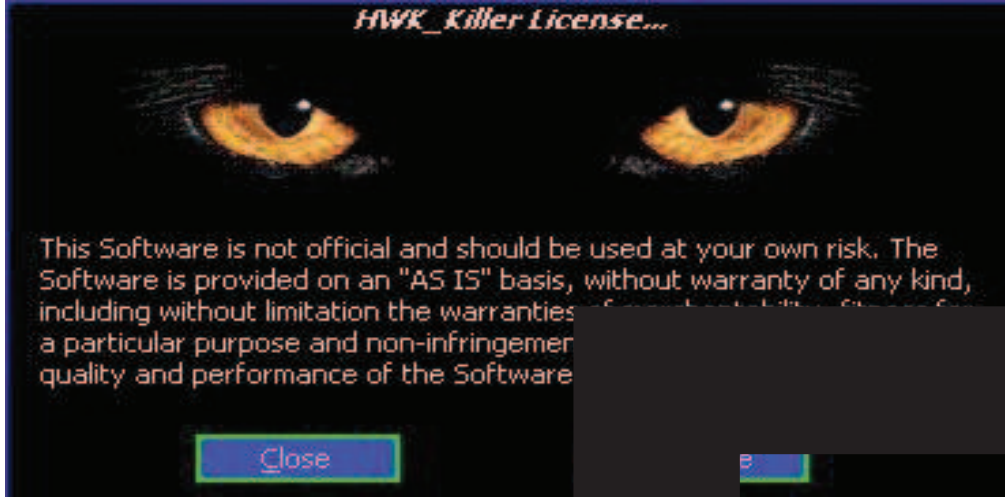 HWK_Killer License...
This Software is not official and should be used at your own risk. The
Software is provided on an "AS IS" basis, without warranty of any kind,
including without limitation the warranties
a particular purpose and
quality and performance of the Software
Close